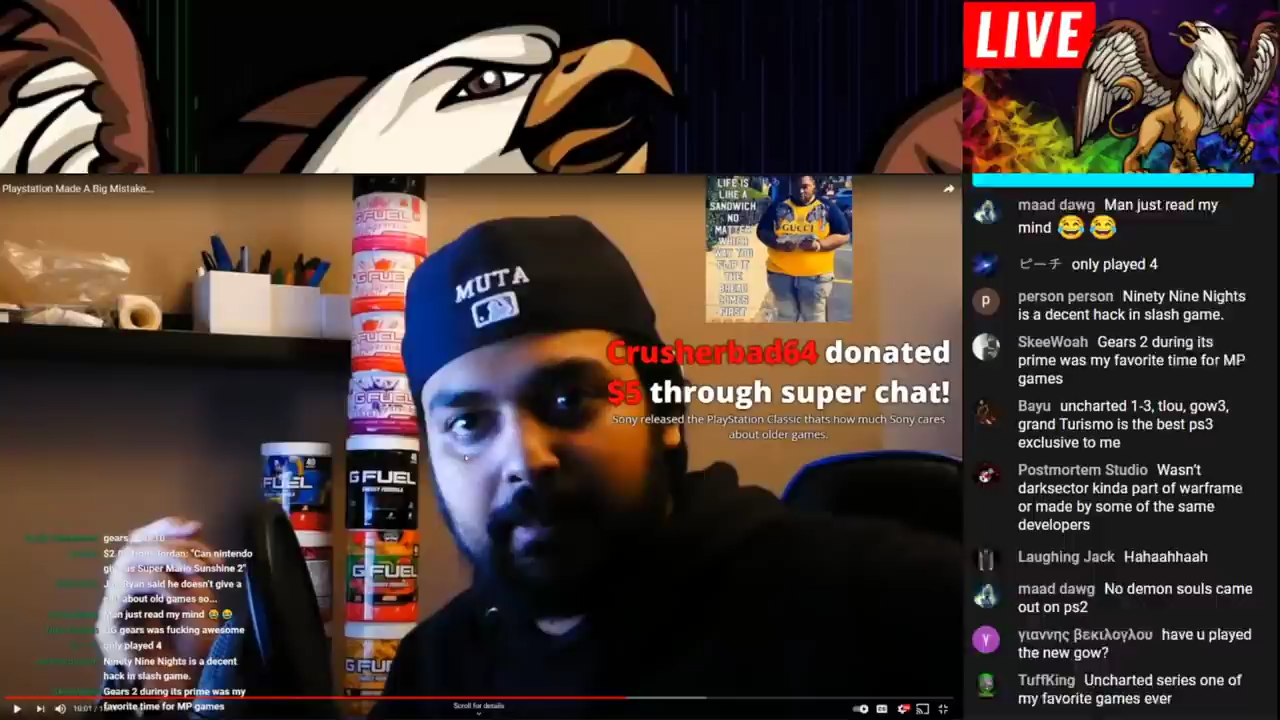 LIVE
Playstation Made A Big Mistake...
LIFE IS
LIKE A
SANDWICH
NO
MATTER
WHICH
WAY YOU
FLIP IT
THE
BREAD
COMES
FIRST
GUCCI
MUTA
G FUEL
G FUEL
G FUEL
G FUEL
FUEL
G FUEL
G FUEL
G FU
Crusherbad64 donated
$5 through super chat!
Sony released the PlayStation Classic thats how much Sony cares
about older games.
gears
Jordan: "Can nintendo
us Super Mario Sunshine 2"
said he doesn't give a
about old games so...
Man just read my mind 😂 😂
gears was fucking awesome
only played 4
Ninety Nine Nights is a decent
hack in slash game.
Gears 2 during its prime was my
favorite time for MP games
Scroll for details
maad dawg Man just read my
mind 😂 😂
ピーチ only played 4
person person Ninety Nine Nights
is a decent hack in slash game.
SkeeWoah Gears 2 during its
prime was my favorite time for MP
games
Bayu uncharted 1-3, tlou, gow3,
grand Turismo is the best ps3
exclusive to me
Postmortem Studio Wasn't
darksector kinda part of warframe
or made by some of the same
developers
Laughing Jack Hahaahhaah
maad dawg No demon souls came
out on ps2
γιαννης βεκιλογλου have u played
the new gow?
TuffKing Uncharted series one of
my favorite games ever